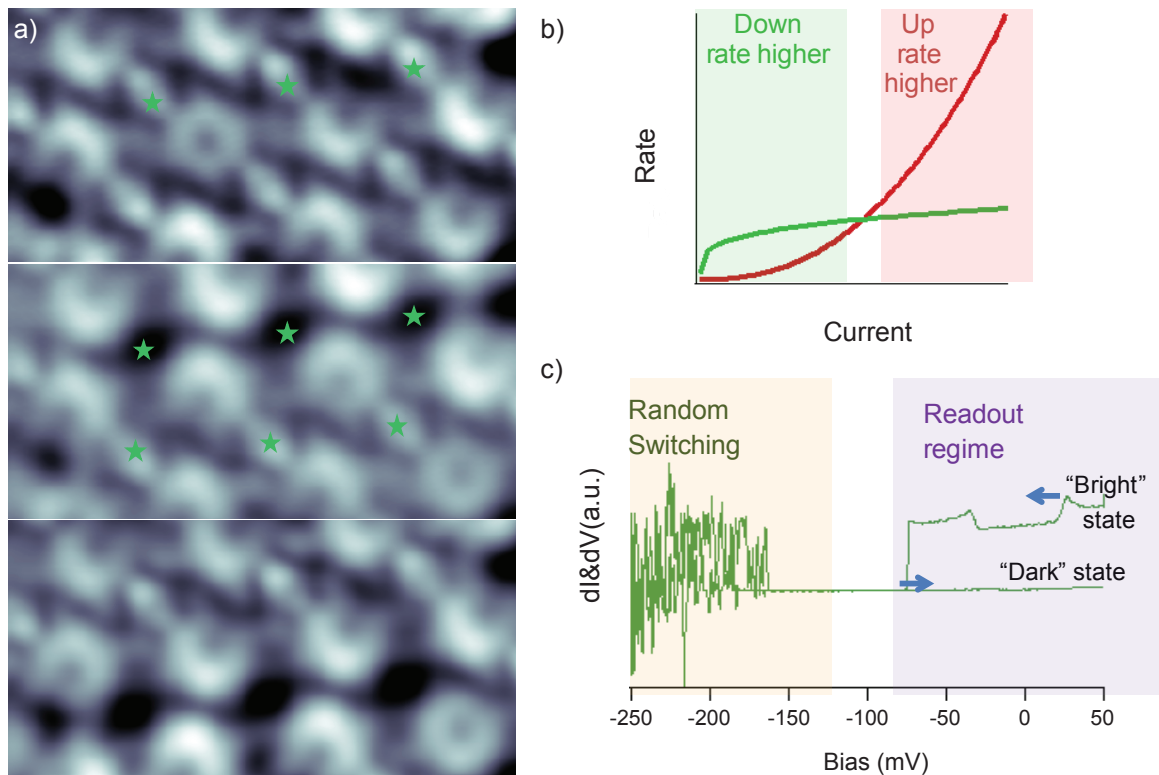 a)
b)
Down
rate higher
Up
rate
higher
Rate
Current
c)
Random
Switching
Readout
regime
"Bright"
state
"Dark" state
dI&dV(a.u.)
-250
-200
-150
-100
-50
0
50
Bias (mV)